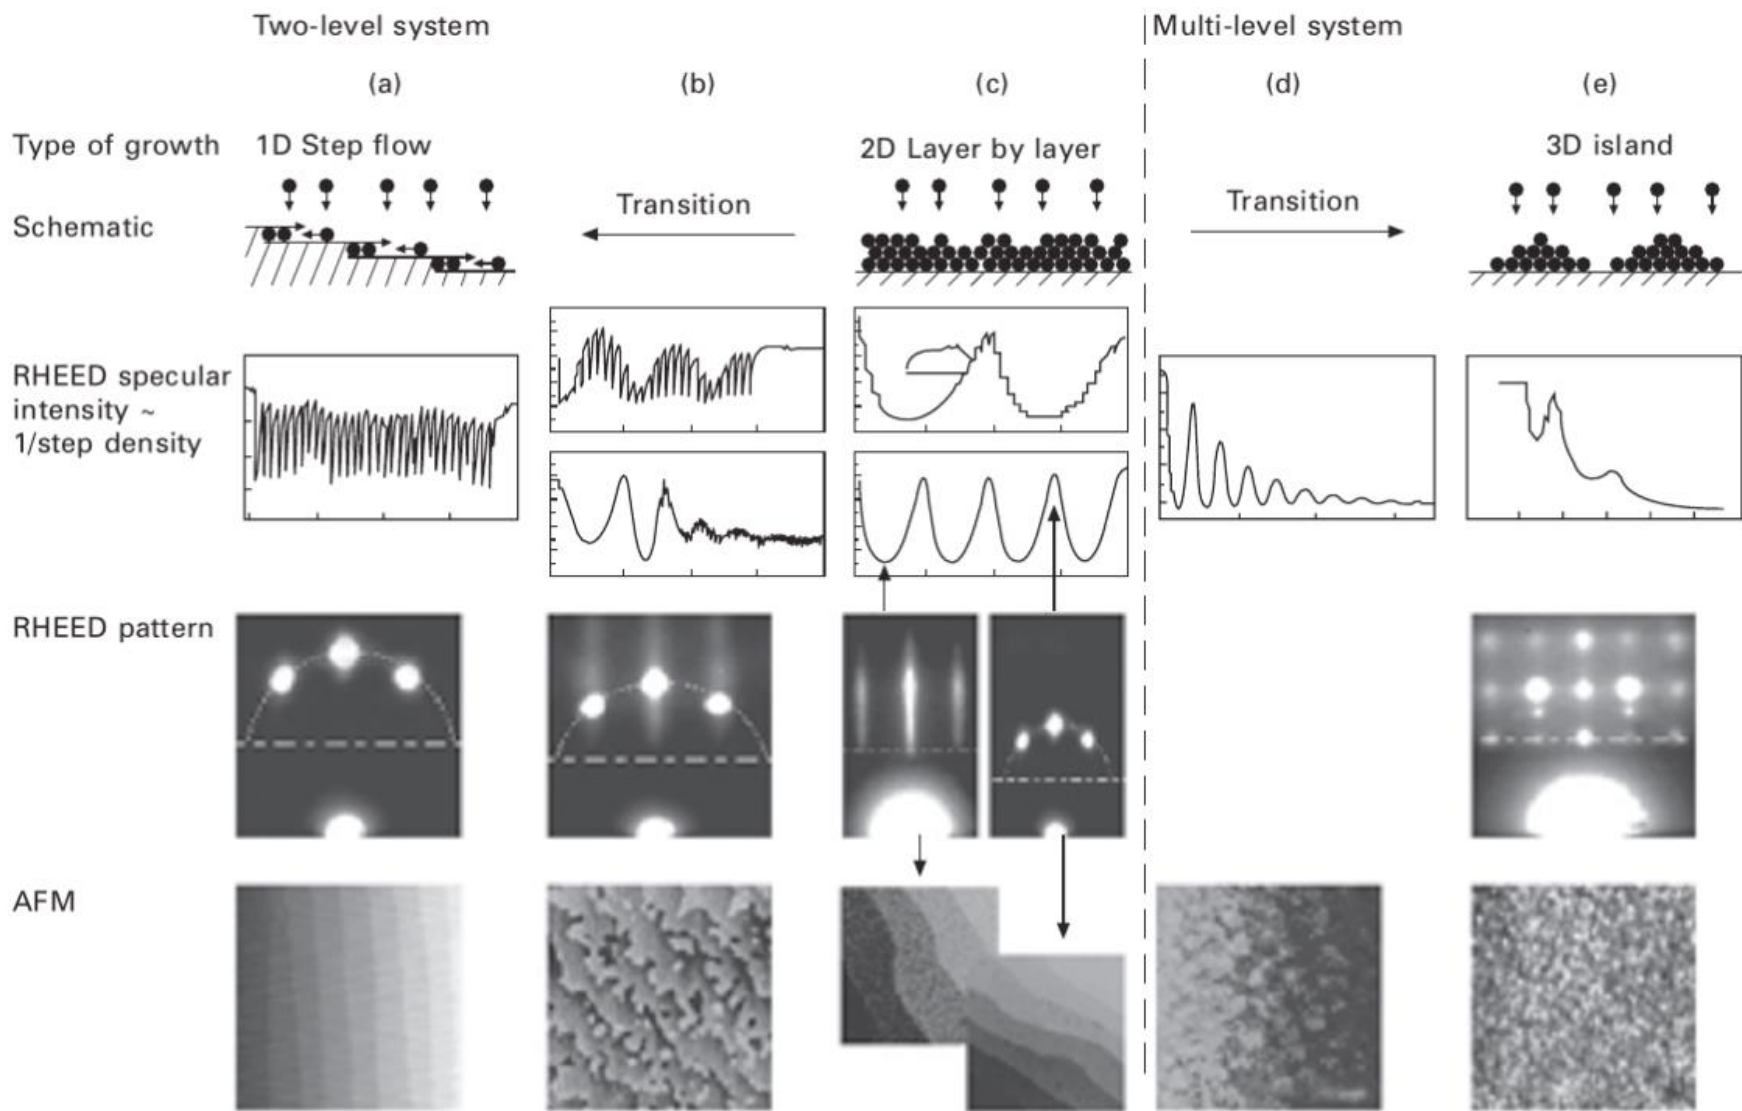 Two-level system
Multi-level system
(a)
(b)
(c)
(d)
(e)
Type of growth
1D Step flow
2D Layer by layer
3D island
Schematic
Transition
Transition
RHEED specular
intensity ~
1/step density
RHEED pattern
AFM